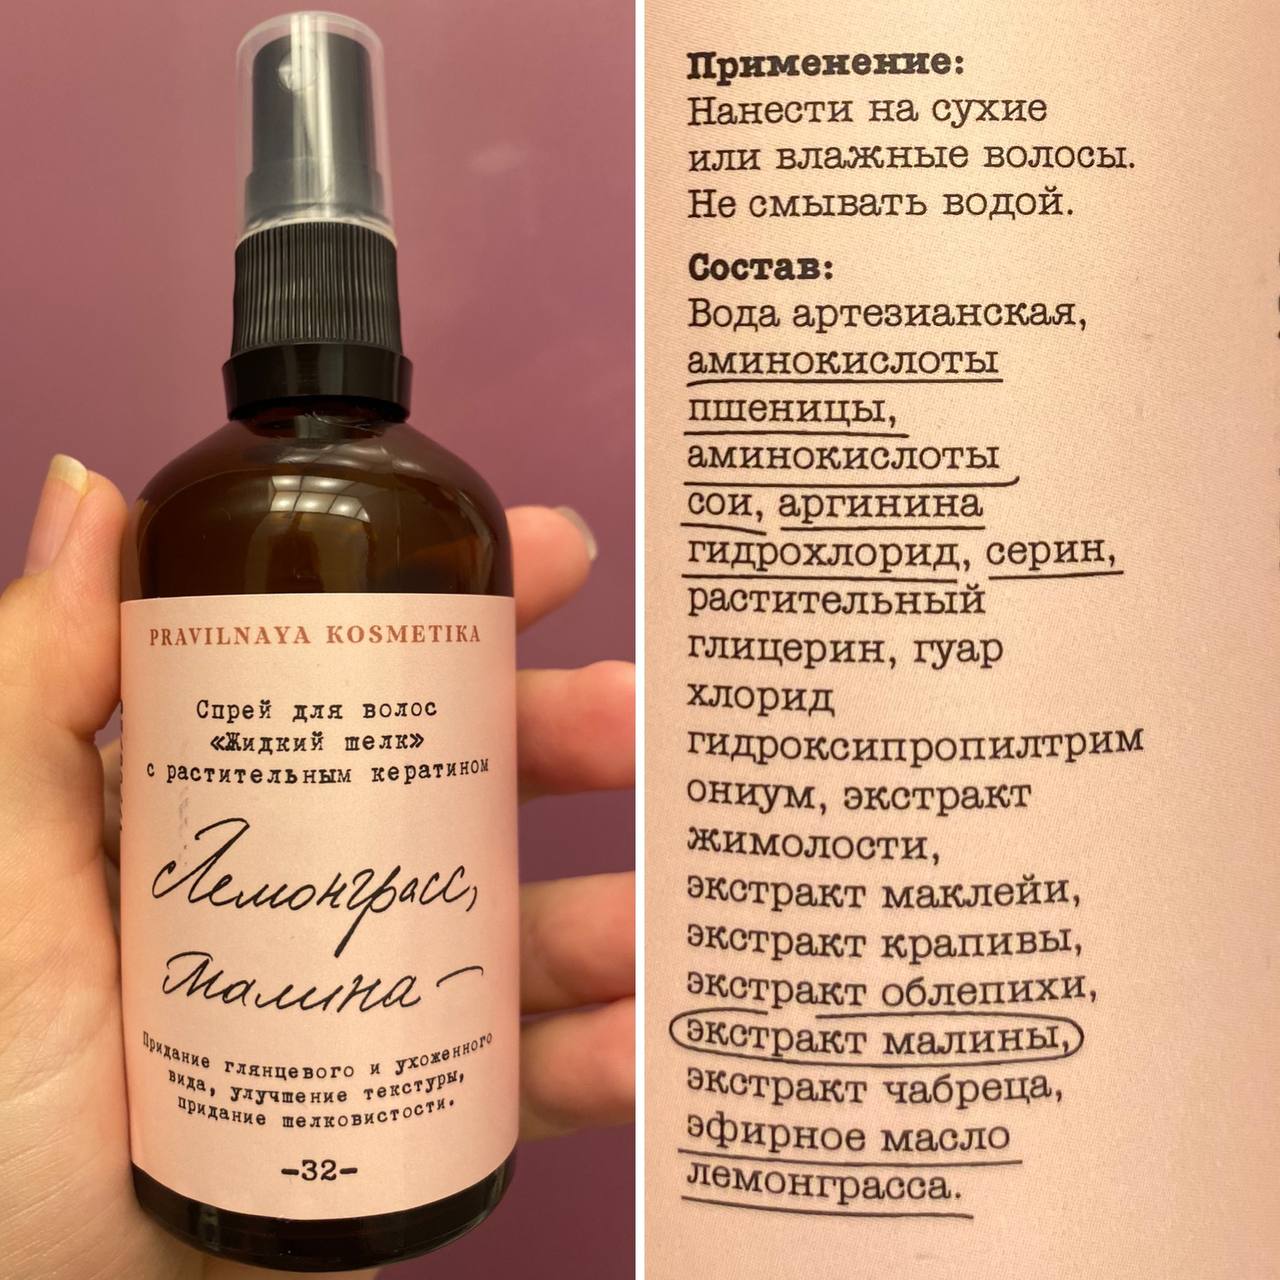 PRAVILNAYA KOSMETIKA
Спрей для волос
«Жидкий шелк»
с растительным кератином
Лемонграсс,
малина
Придание глянцевого и ухоженного
вида, улучшение текстуры,
придание шелковистости.
-32-
Применение:
Нанести на сухие
или влажные волосы.
Не смывать водой.
Состав:
Вода артезианская,
аминокислоты
пшеницы,
аминокислоты
сои, аргинина
гидрохлорид, серин,
растительный
глицерин, гуар
хлорид
гидроксипропилтрим
ониум, экстракт
жимолости,
экстракт маклейи,
экстракт крапивы,
экстракт облепихи,
экстракт малины,
экстракт чабреца,
эфирное масло
лемонграсса.